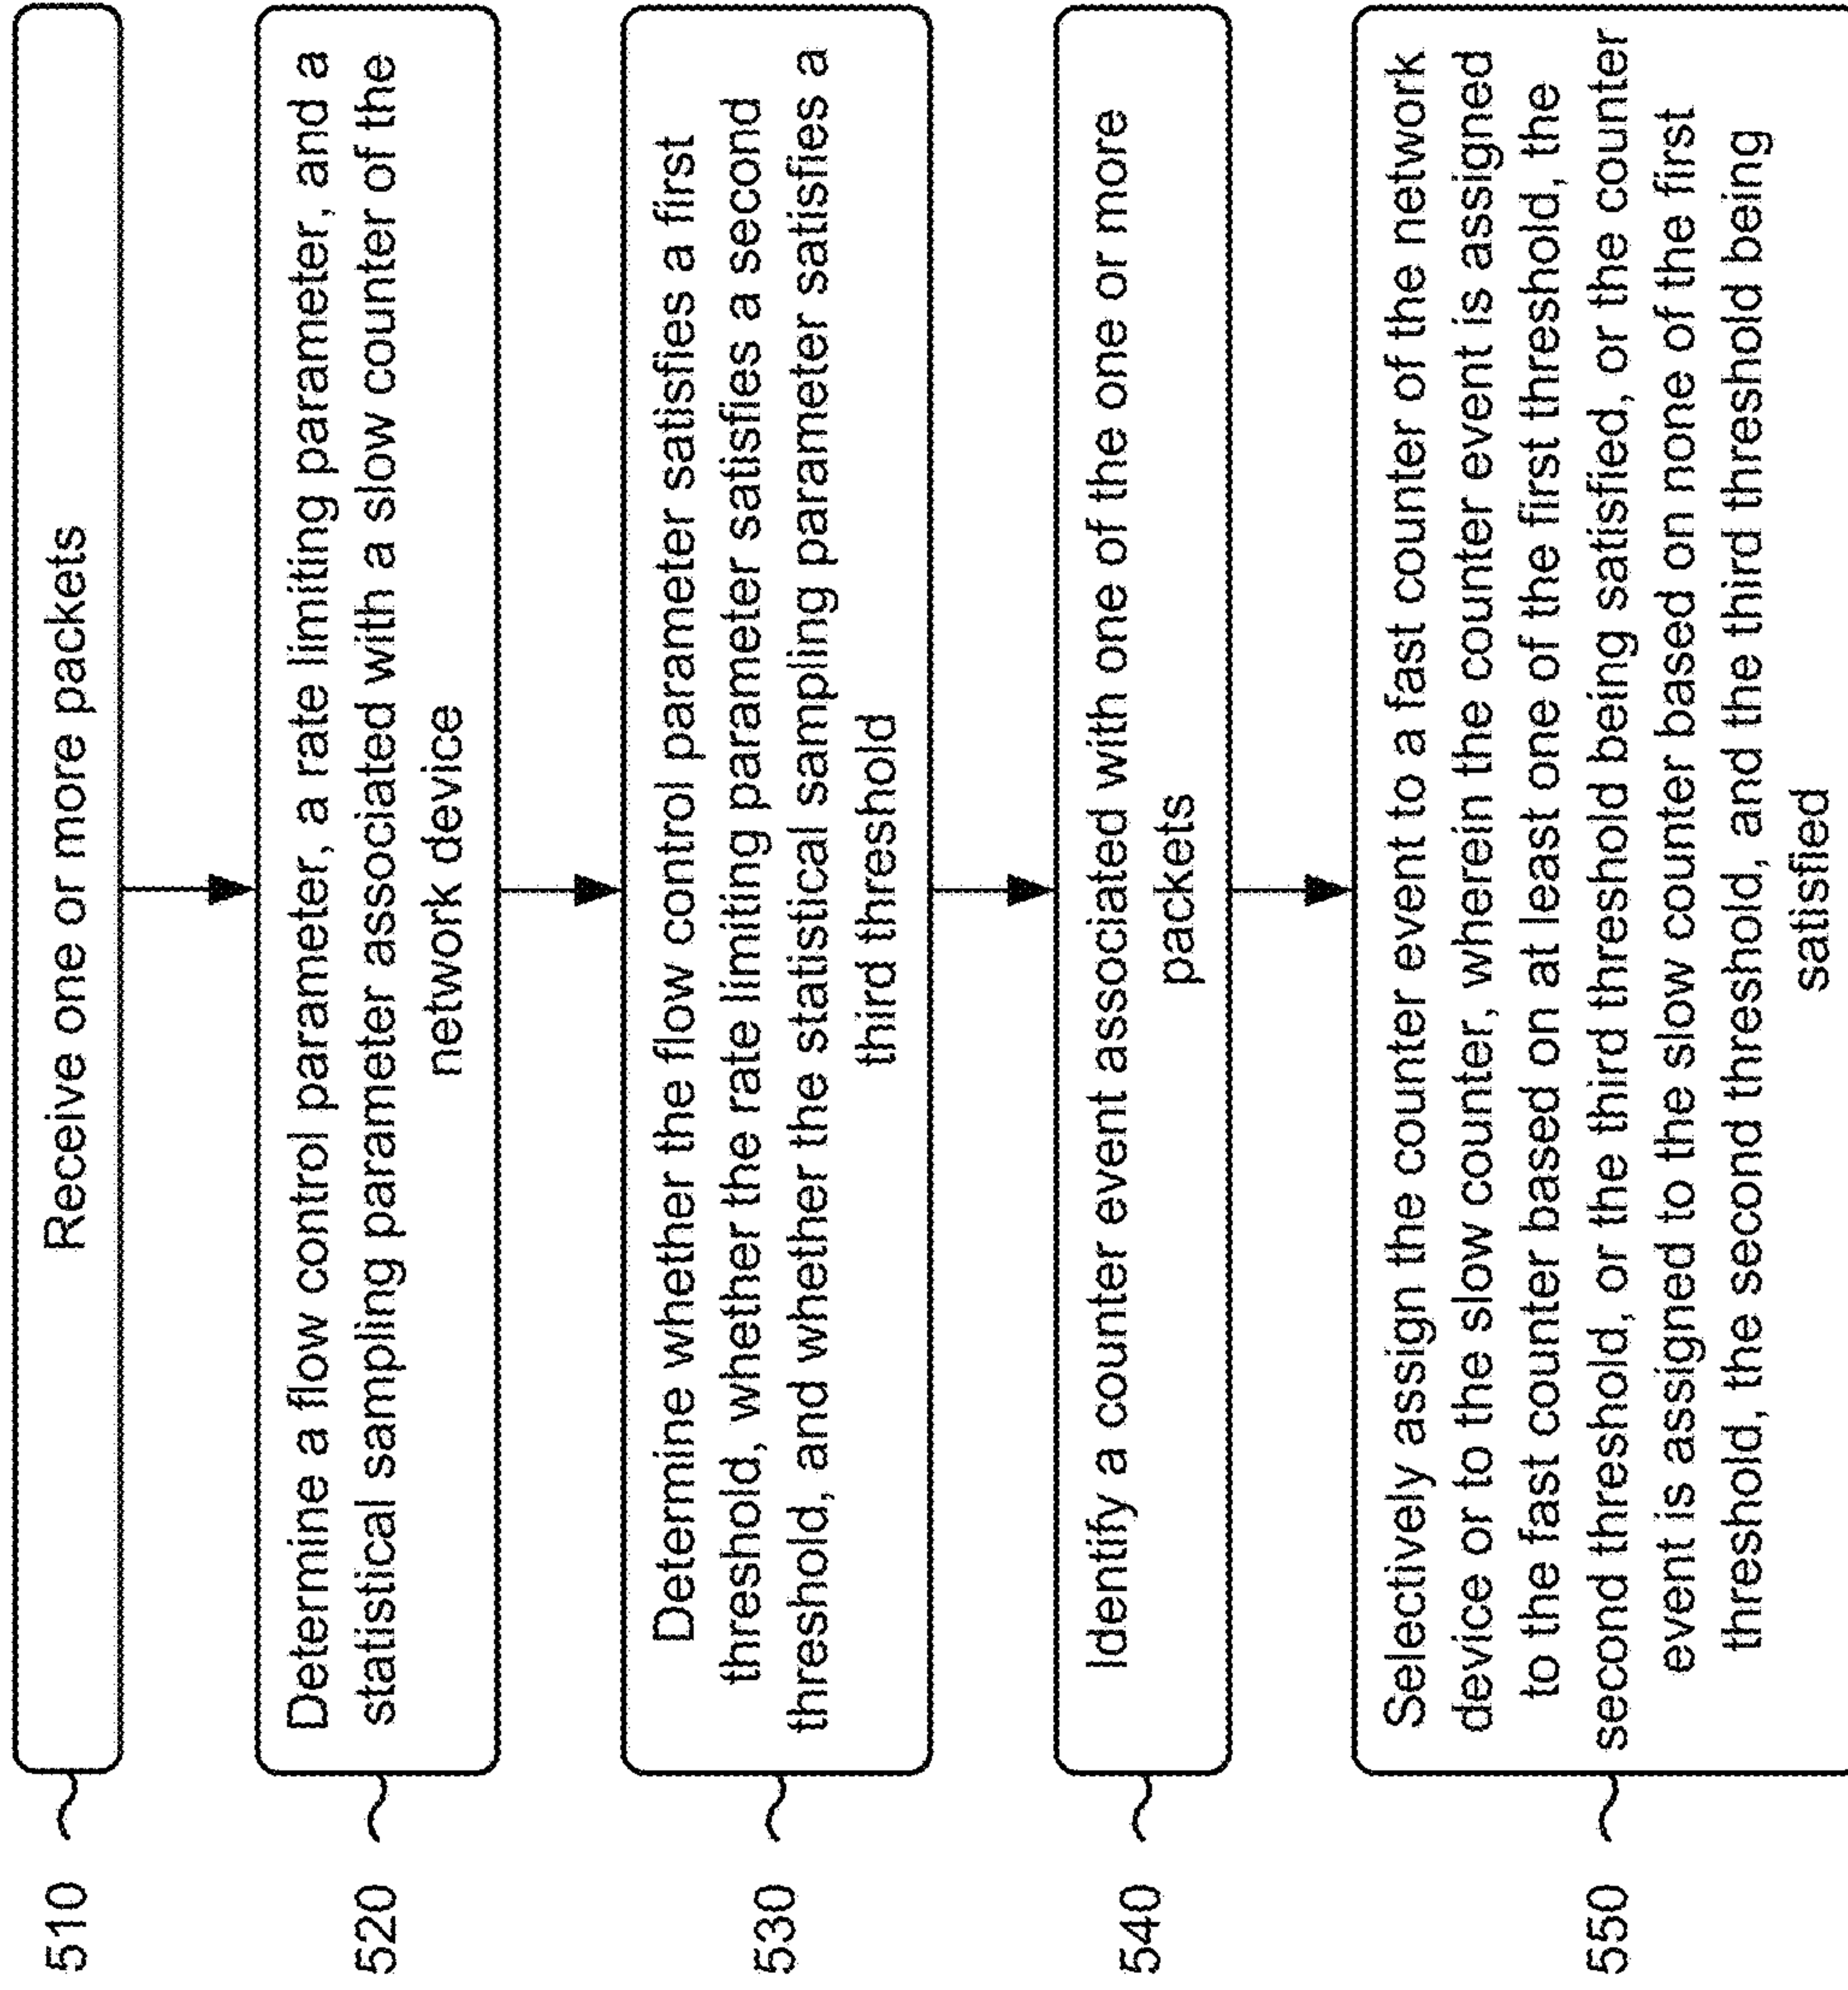 510
Receive one or more packets
520
Determine a flow control parameter, a rate limiting parameter, and a
statistical sampling parameter associated with a slow counter of the
network device
530
Determine whether the flow control parameter satisfies a first
threshold, whether the rate limiting parameter satisfies a second
threshold, and whether the statistical sampling parameter satisfies a
third threshold
540
Identify a counter event associated with one of the one or more
packets
550
Selectively assign the counter event to a fast counter of the network
device or to the slow counter, wherein the counter event is assigned
to the fast counter based on at least one of the first threshold, the
second threshold, or the third threshold being satisfied, or the counter
event is assigned to the slow counter based on none of the first
threshold, the second threshold, and the third threshold being
satisfied